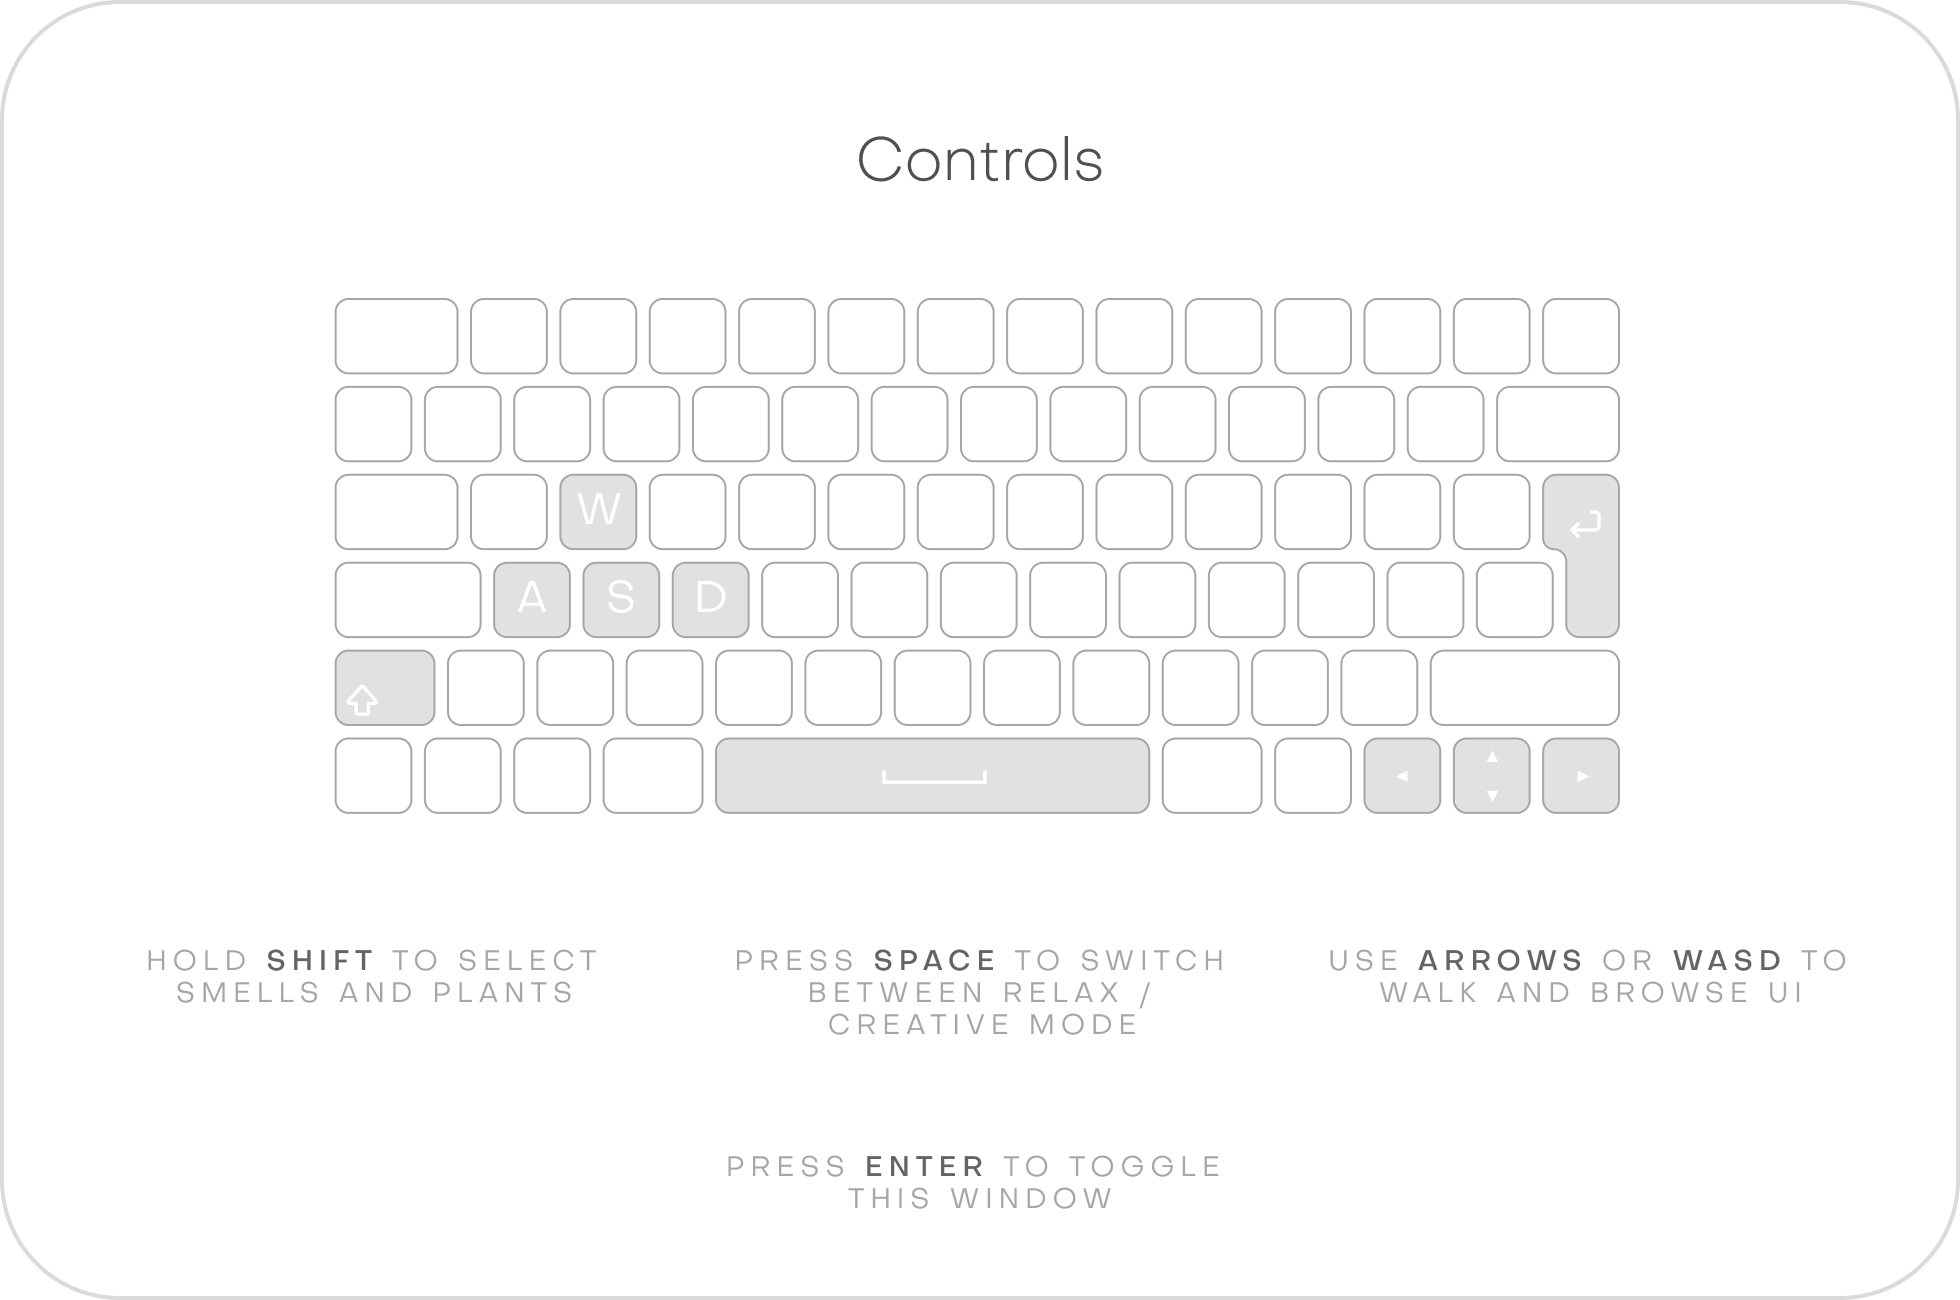 Controls
W
A S D
HOLD SHIFT TO SELECT
SMELLS AND PLANTS
PRESS SPACE TO SWITCH
BETWEEN RELAX /
CREATIVE MODE
USE ARROWS OR WASD TO
WALK AND BROWSE UI
PRESS ENTER TO TOGGLE
THIS WINDOW